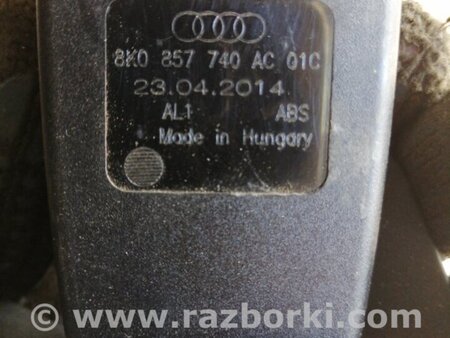 8K0 857 740 AC 01C
23.04.2014
AL1 ABS
Made in Hungary
© www.razborki.com